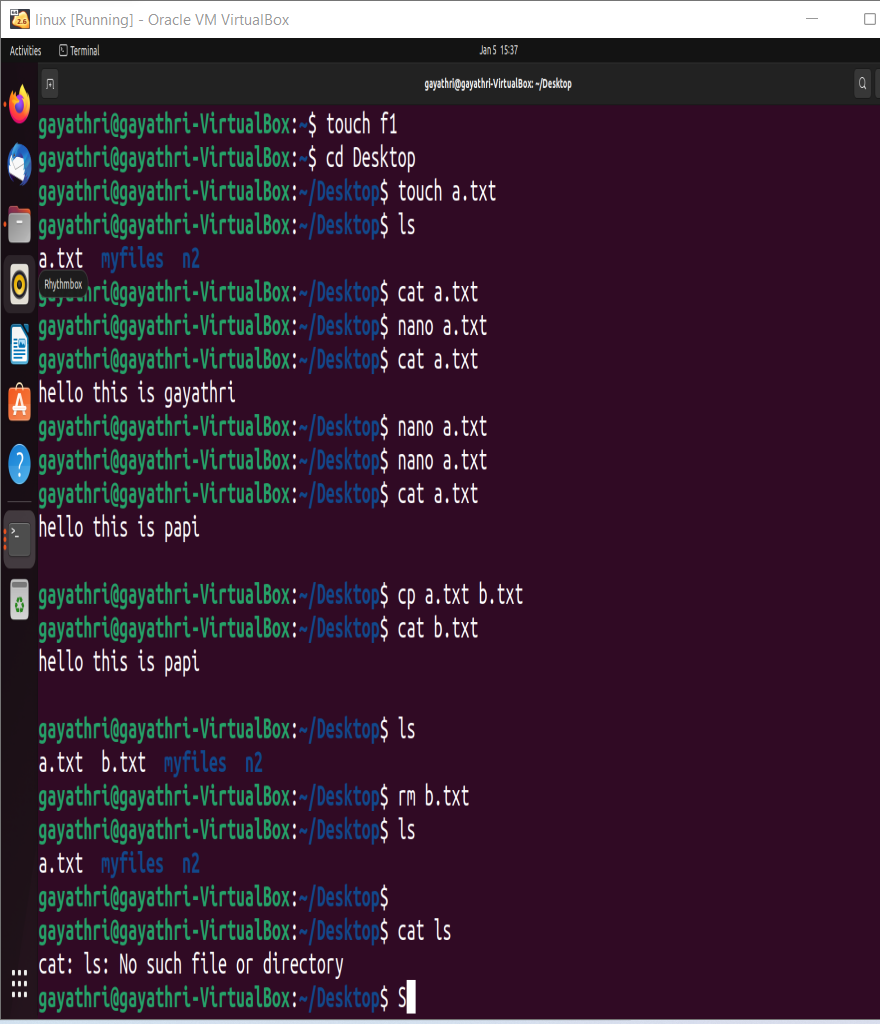 linux [Running] - Oracle VM VirtualBox
Activities Terminal Jan 5 15:37
gayathri@gayathri-VirtualBox: ~/Desktop
gayathri@gayathri-VirtualBox:~$ touch f1
gayathri@gayathri-VirtualBox:~$ cd Desktop
gayathri@gayathri-VirtualBox:~/Desktop$ touch a.txt
gayathri@gayathri-VirtualBox:~/Desktop$ ls
a.txt myfiles n2
Rhythmbox
gayathri@gayathri-VirtualBox:~/Desktop$ cat a.txt
gayathri@gayathri-VirtualBox:~/Desktop$ nano a.txt
gayathri@gayathri-VirtualBox:~/Desktop$ cat a.txt
hello this is gayathri
gayathri@gayathri-VirtualBox:~/Desktop$ nano a.txt
gayathri@gayathri-VirtualBox:~/Desktop$ nano a.txt
gayathri@gayathri-VirtualBox:~/Desktop$ cat a.txt
hello this is papi
gayathri@gayathri-VirtualBox:~/Desktop$ cp a.txt b.txt
gayathri@gayathri-VirtualBox:~/Desktop$ cat b.txt
hello this is papi
gayathri@gayathri-VirtualBox:~/Desktop$ ls
a.txt b.txt myfiles n2
gayathri@gayathri-VirtualBox:~/Desktop$ rm b.txt
gayathri@gayathri-VirtualBox:~/Desktop$ ls
a.txt myfiles n2
gayathri@gayathri-VirtualBox:~/Desktop$
gayathri@gayathri-VirtualBox:~/Desktop$ cat ls
cat: ls: No such file or directory
gayathri@gayathri-VirtualBox:~/Desktop$ S